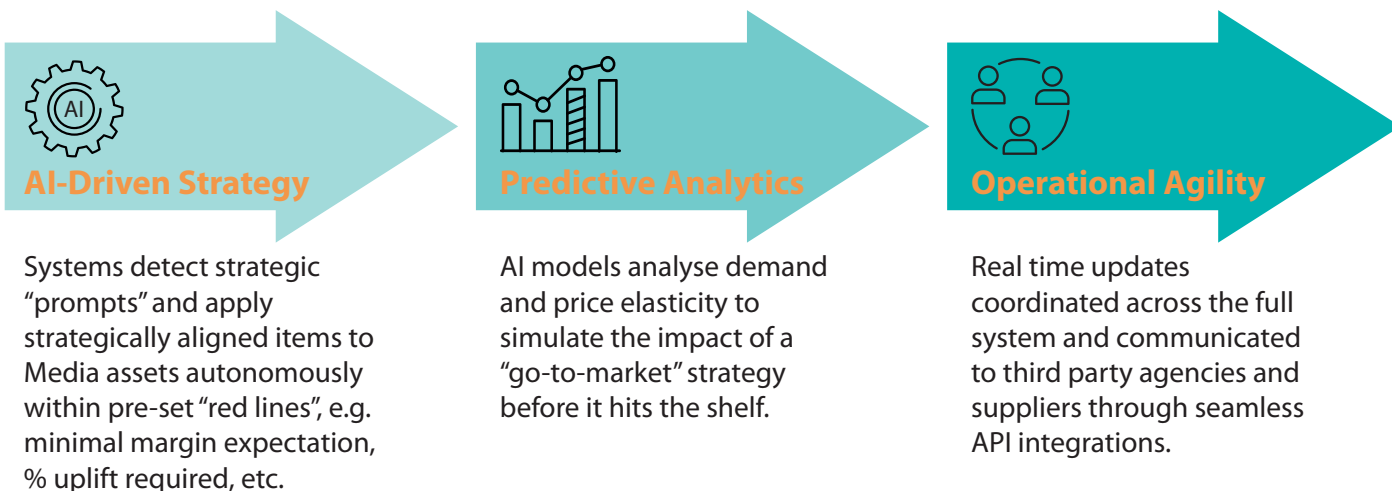 AI
AI-Driven Strategy
Systems detect strategic
“prompts” and apply
strategically aligned items to
Media assets autonomously
within pre-set “red lines”, e.g.
minimal margin expectation,
% uplift required, etc.
Predictive Analytics
AI models analyse demand
and price elasticity to
simulate the impact of a
“go-to-market” strategy
before it hits the shelf.
Operational Agility
Real time updates
coordinated across the full
system and communicated
to third party agencies and
suppliers through seamless
API integrations.